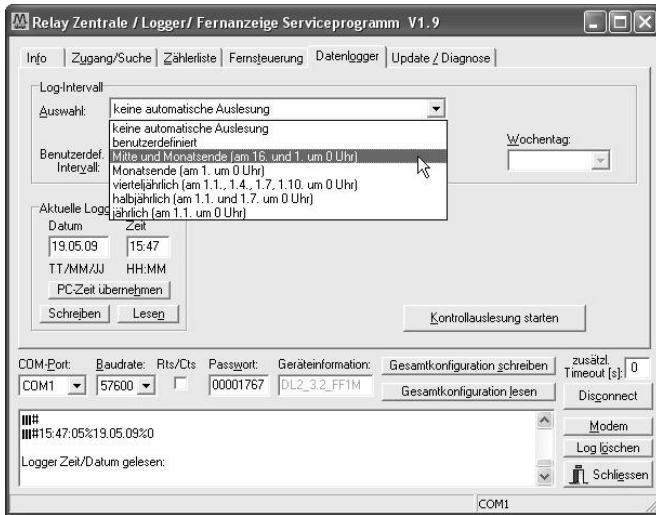 Relay Zentrale / Logger/ Fernanzeige Serviceprogramm V1.9
Info Zugang/Suche Zählerliste Fernsteuerung Datenlogger Update / Diagnose
Log-Intervall
Auswahl: keine automatische Auslesung
keine automatische Auslesung
benutzerdefiniert
Mitte und Monatsende (am 16. und 1. um 0 Uhr)
Monatsende (am 1. um 0 Uhr)
vierteljährlich (am 1.1., 1.4., 1.7, 1.10. um 0 Uhr)
halbjährlich (am 1.1. und 1.7. um 0 Uhr)
jährlich (am 1.1. um 0 Uhr)
Benutzerdef.
Intervall:
Wochentag:
Aktuelle Logg
Datum Zeit
19.05.09 15:47
TT/MM/JJ HH:MM
PC-Zeit übernehmen
Schreiben Lesen
Kontrollauslesung starten
COM-Port: Baudrate: Rts/Cts Passwort: Geräteinformation: Gesamtkonfiguration schreiben zusätzl. Timeout [s]: 0
COM1 57600 00001767 DL2_3.2_FF1M Gesamtkonfiguration lesen Disconnect
#
#15:47:05%19.05.09%0
Logger Zeit/Datum gelesen:
Modem
Log löschen
Schliessen
COM1